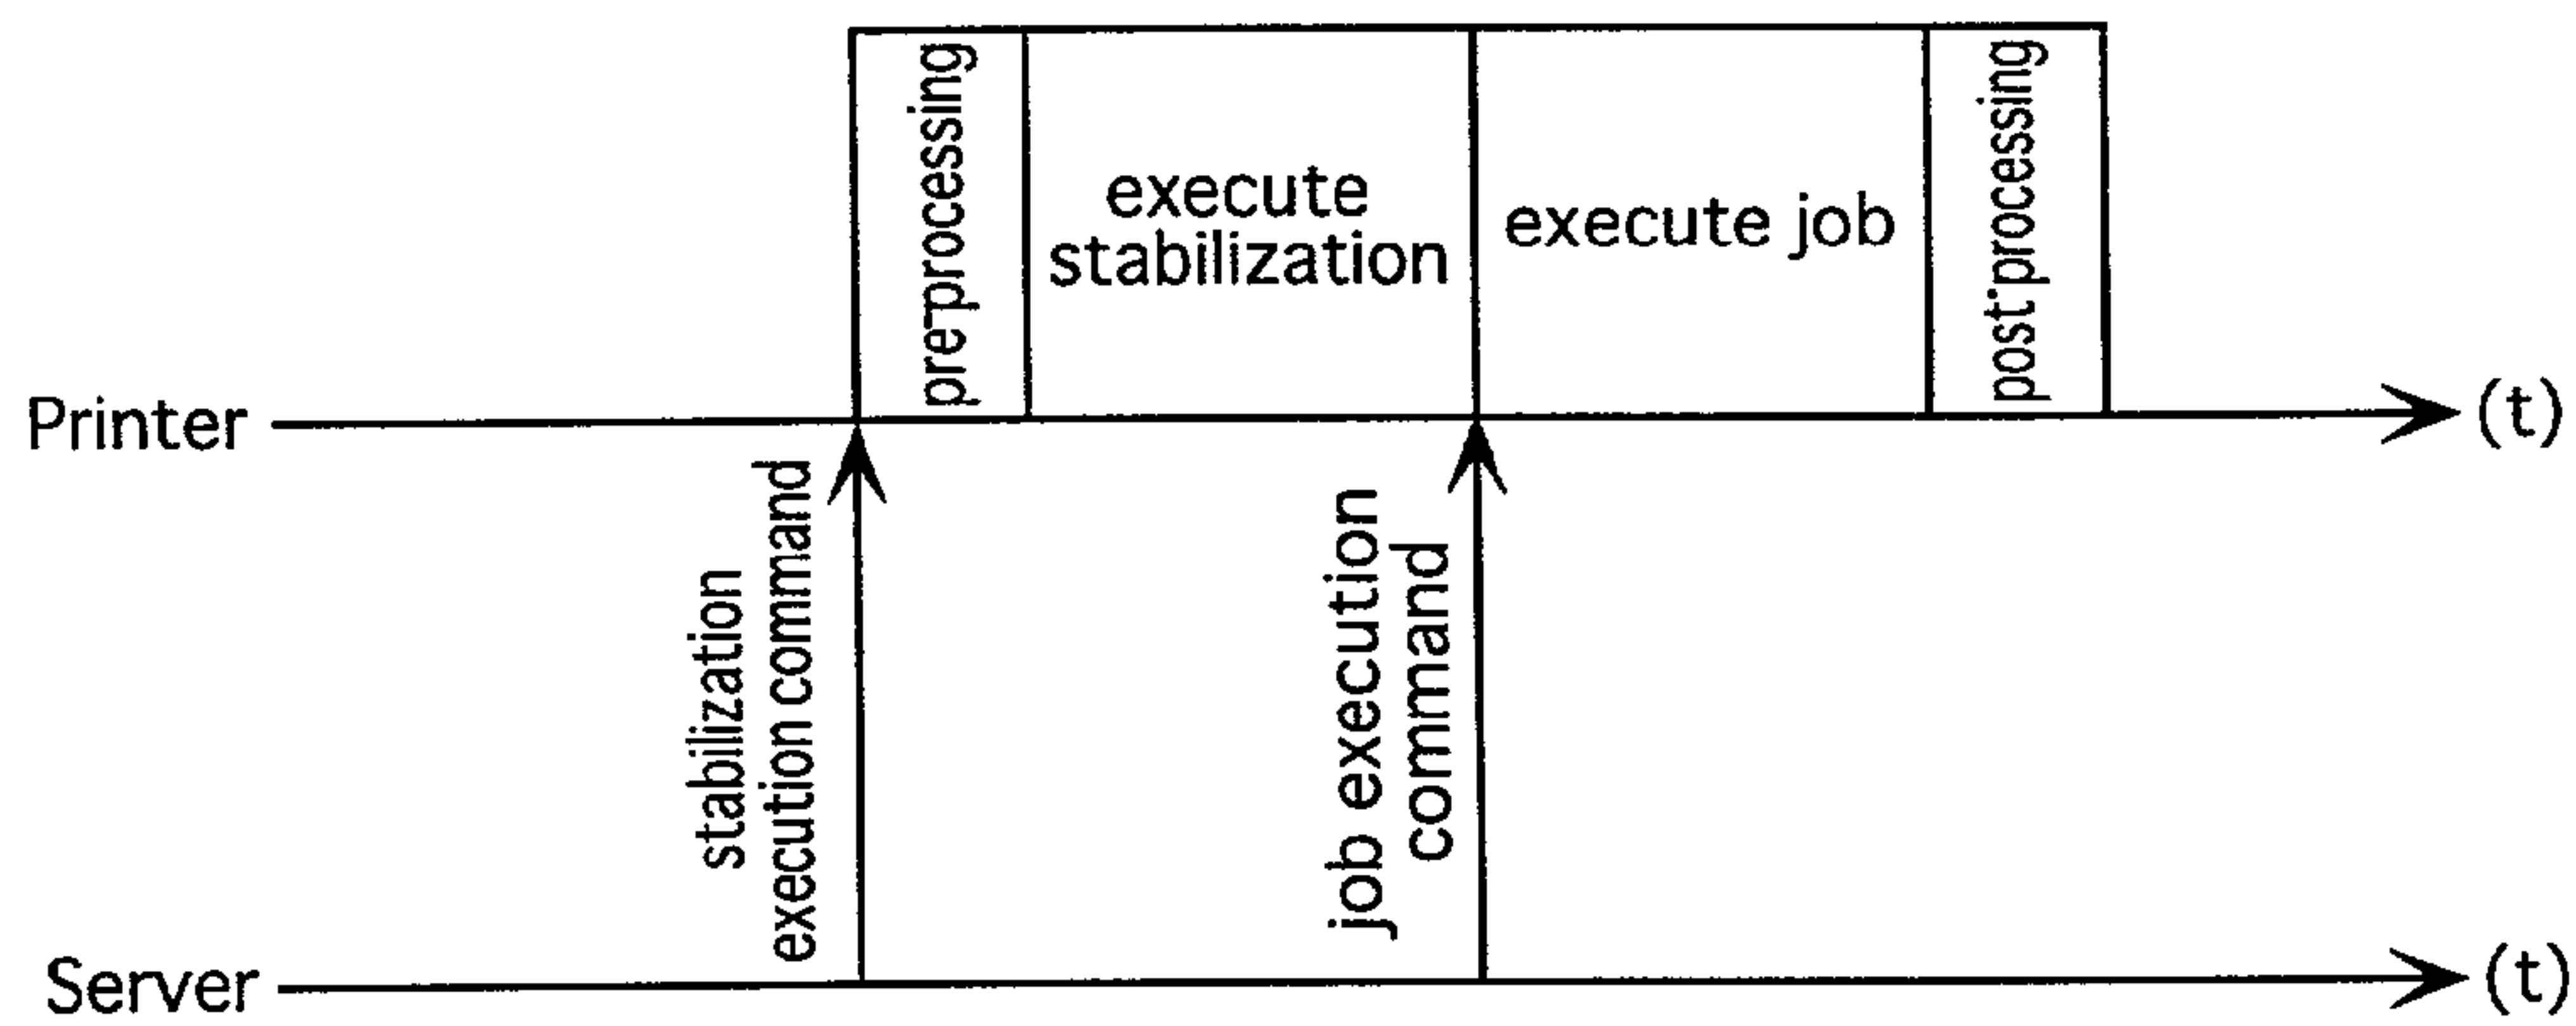 pre-processing
execute
stabilization
execute job
post-processing
Printer
(t)
stabilization
execution command
job execution
command
Server
(t)